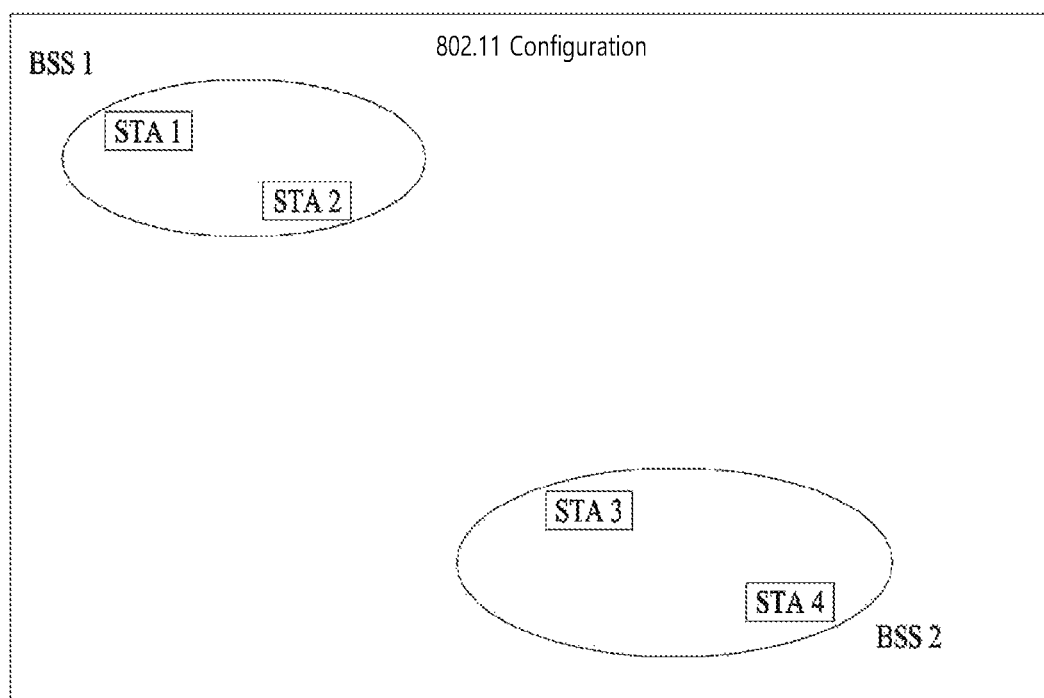 802.11 Configuration
BSS 1
STA 1
STA 2
STA 3
STA 4
BSS 2